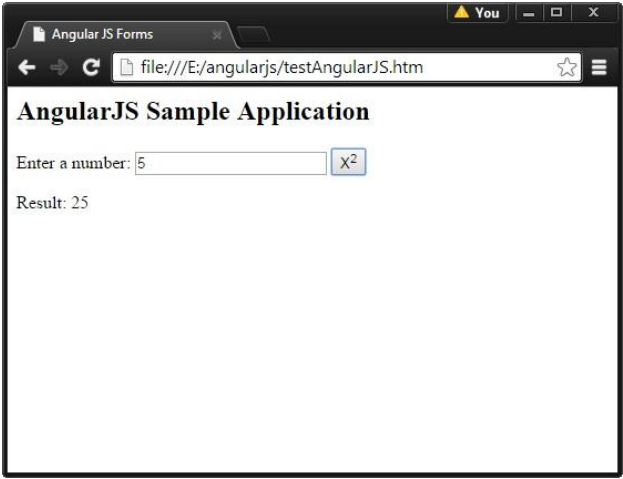 You
Angular JS Forms
file:///E:/angularjs/testAngularJS.htm
AngularJS Sample Application
Enter a number: 5 X²
Result: 25